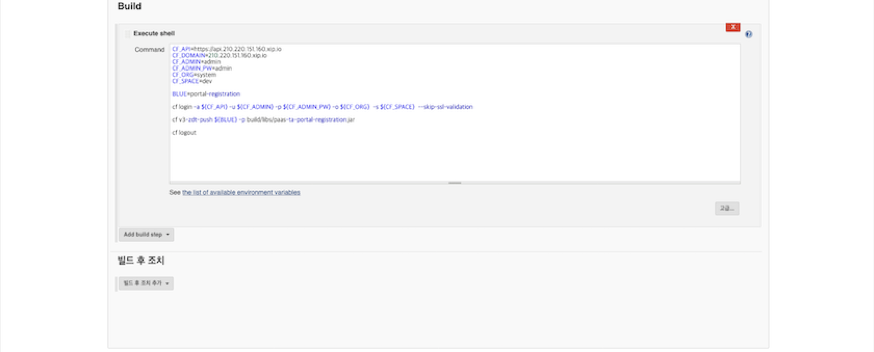 Build
Execute shell
X
Command
CF_API=https://api.210.220.151.160.xip.io
CF_DOMAIN=210.220.151.160.xip.io
CF_ADMIN=admin
CF_ADMIN_PW=admin
CF_ORG=system
CF_SPACE=dev
BLUE=portal-registration
cf login -a ${CF_API} -u ${CF_ADMIN} -p ${CF_ADMIN_PW} -o ${CF_ORG} -s ${CF_SPACE} --skip-ssl-validation
cf v3-zdt-push ${BLUE} -p build/libs/paas-ta-portal-registration.jar
cf logout
See the list of available environment variables
고급...
Add build step
빌드 후 조치
빌드 후 조치 추가